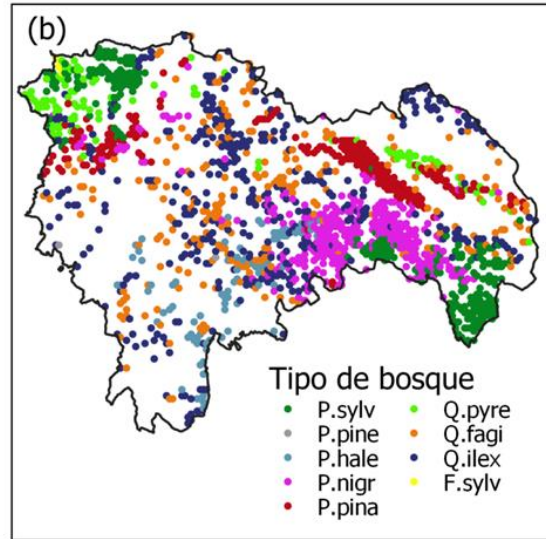 (b)
Tipo de bosque
P.sylv Q.pyre
P.pine Q.fagi
P.hale Q.ilex
P.nigr F.sylv
P.pina